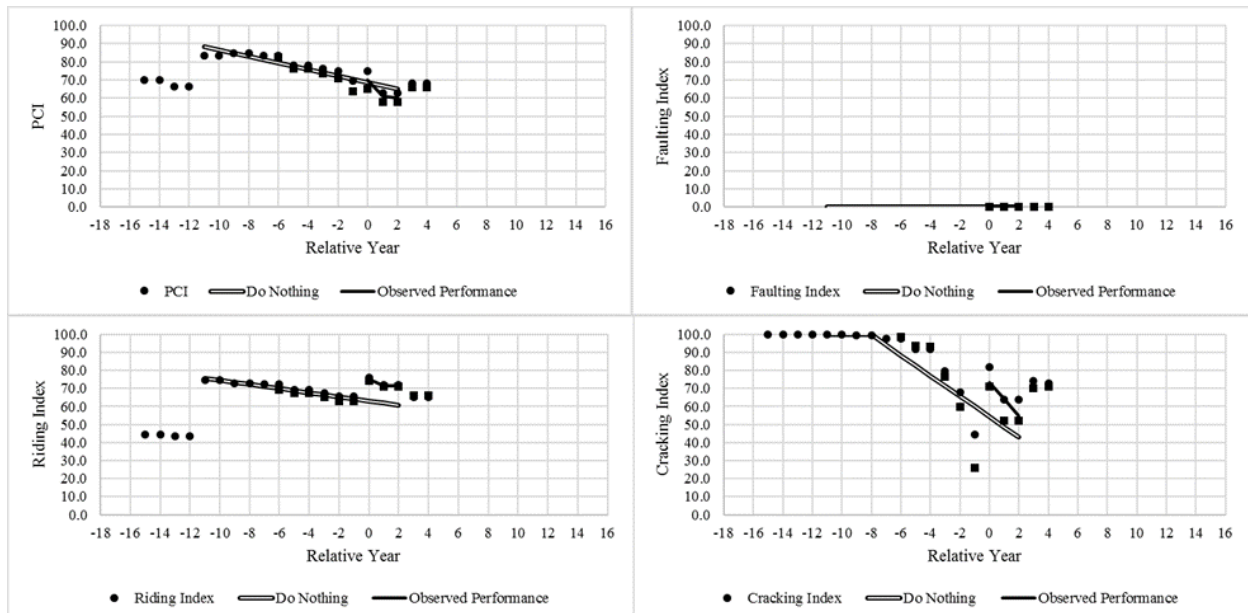 PCI
100.0
90.0
80.0
70.0
60.0
50.0
40.0
30.0
20.0
10.0
0.0
-18 -16 -14 -12 -10 -8 -6 -4 -2 0 2 4 6 8 10 12 14 16
Relative Year
PCI Do Nothing Observed Performance
Faulting Index
100.0
90.0
80.0
70.0
60.0
50.0
40.0
30.0
20.0
10.0
0.0
-18 -16 -14 -12 -10 -8 -6 -4 -2 0 2 4 6 8 10 12 14 16
Relative Year
Faulting Index Do Nothing Observed Performance
Riding Index
100.0
90.0
80.0
70.0
60.0
50.0
40.0
30.0
20.0
10.0
0.0
-18 -16 -14 -12 -10 -8 -6 -4 -2 0 2 4 6 8 10 12 14 16
Relative Year
Riding Index Do Nothing Observed Performance
Cracking Index
100.0
90.0
80.0
70.0
60.0
50.0
40.0
30.0
20.0
10.0
0.0
-18 -16 -14 -12 -10 -8 -6 -4 -2 0 2 4 6 8 10 12 14 16
Relative Year
Cracking Index Do Nothing Observed Performance